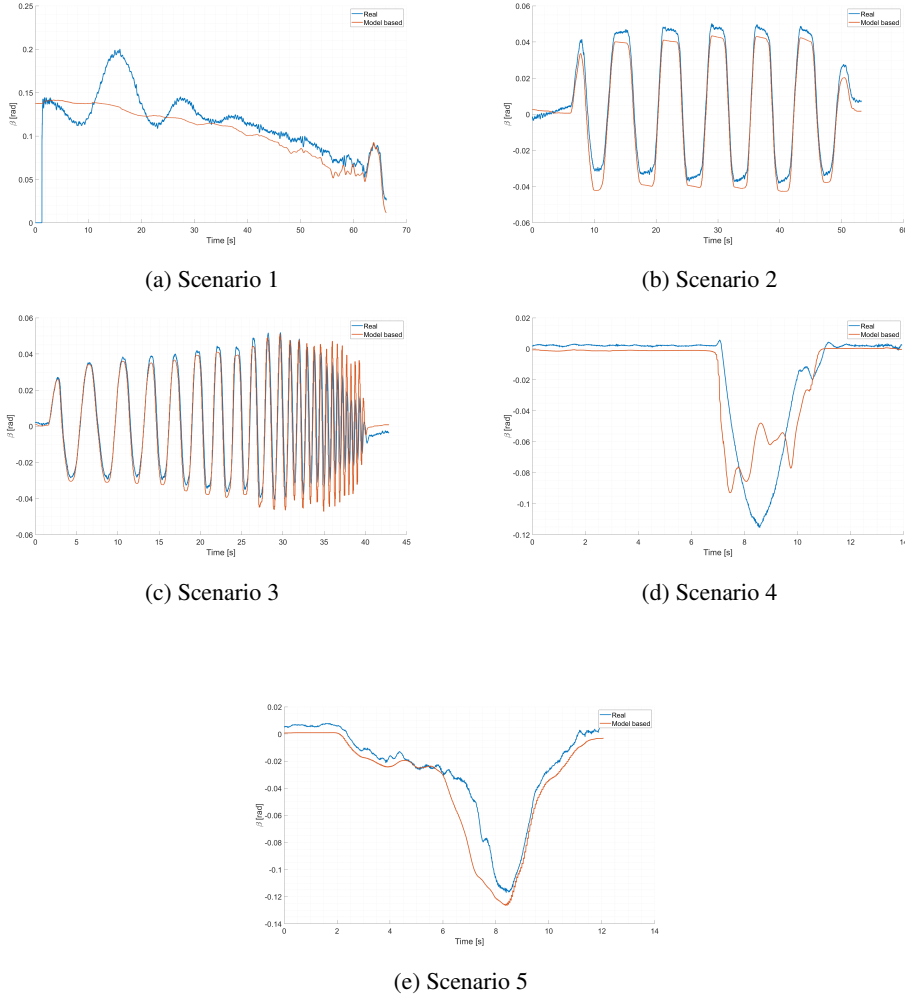 0.25
Real
Model based
0.2
0.15
β [rad]
0.1
0.05
0
0 10 20 30 40 50 60 70
Time [s]
(a) Scenario 1
0.06
Real
Model based
0.04
0.02
β [rad]
0
-0.02
-0.04
-0.06
0 10 20 30 40 50 60
Time [s]
(b) Scenario 2
0.06
Real
Model based
0.04
0.02
β [rad]
0
-0.02
-0.04
-0.06
0 5 10 15 20 25 30 35 40 45
Time [s]
(c) Scenario 3
0.02
Real
Model based
0
-0.02
β [rad]
-0.04
-0.06
-0.08
-0.1
-0.12
0 2 4 6 8 10 12 14
Time [s]
(d) Scenario 4
0.02
Real
Model based
0
-0.02
-0.04
β [rad]
-0.06
-0.08
-0.1
-0.12
-0.14
0 2 4 6 8 10 12 14
Time [s]
(e) Scenario 5